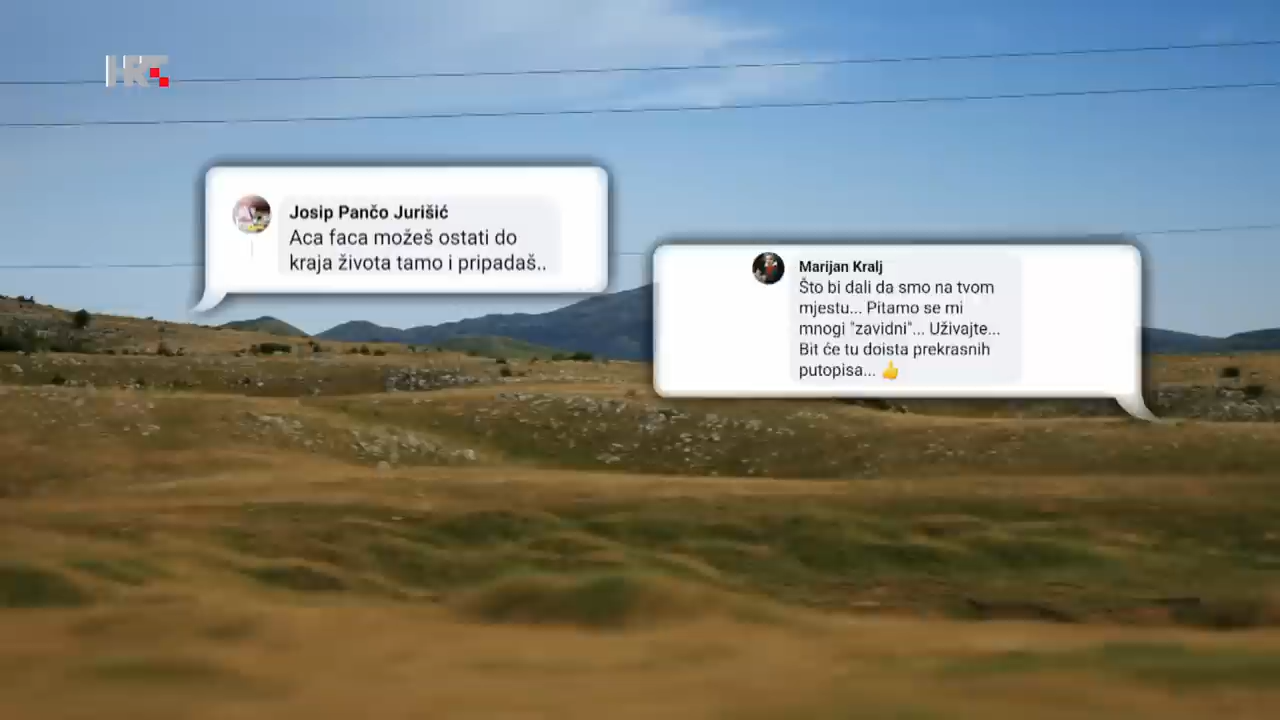 HRT
Josip Pančo Jurišić
Aca faca možeš ostati do
kraja života tamo i pripadaš..
Marijan Kralj
Što bi dali da smo na tvom
mjestu... Pitamo se mi
mnogi "zavidni"... Uživajte...
Bit će tu doista prekrasnih
putopisa... 👍